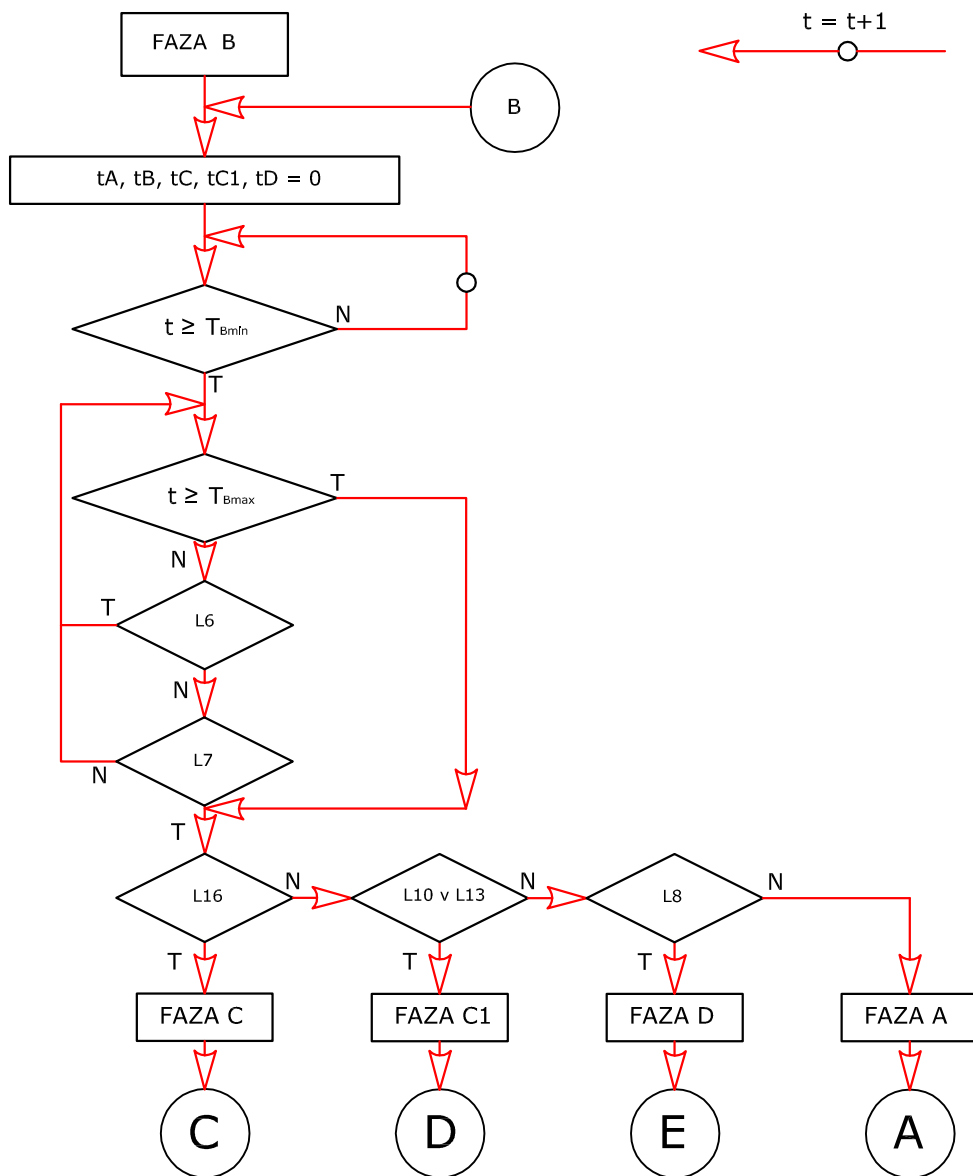 FAZA B
t = t+1
B
tA, tB, tC, tC1, tD = 0
t ≥ TBmin
N
T
t ≥ TBmax
T
N
L6
T
N
L7
N
T
L16
N
L10 v L13
N
L8
N
T
T
T
FAZA C
FAZA C1
FAZA D
FAZA A
C
D
E
A